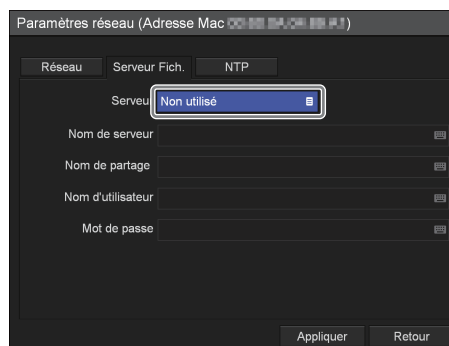 Paramètres réseau (Adresse Mac )
Réseau Serveur Fich. NTP
Serveu Non utilisé
Nom de serveur
Nom de partage
Nom d'utilisateur
Mot de passe
Appliquer Retour